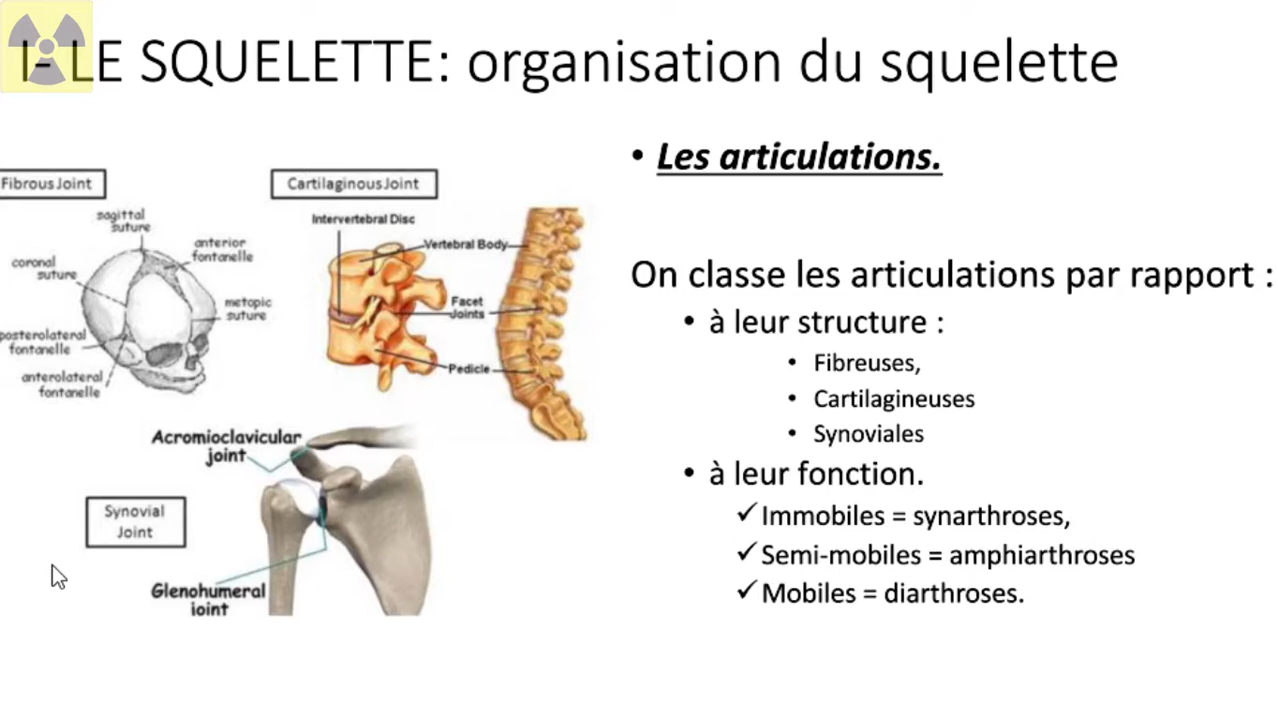 I- LE SQUELETTE: organisation du squelette
Fibrous Joint
sagittal
suture
anterior
fontanelle
coronal
suture
metopic
suture
posterolateral
fontanelle
anterolateral
fontanelle
Cartilaginous Joint
Intervertebral Disc
Vertebral Body
Facet
Joints
Pedicle
Acromioclavicular
joint
Synovial
Joint
Glenohumeral
joint
• Les articulations.
On classe les articulations par rapport :
• à leur structure :
• Fibreuses,
• Cartilagineuses
• Synoviales
• à leur fonction.
✓ Immobiles = synarthroses,
✓ Semi-mobiles = amphiarthroses
✓ Mobiles = diarthroses.